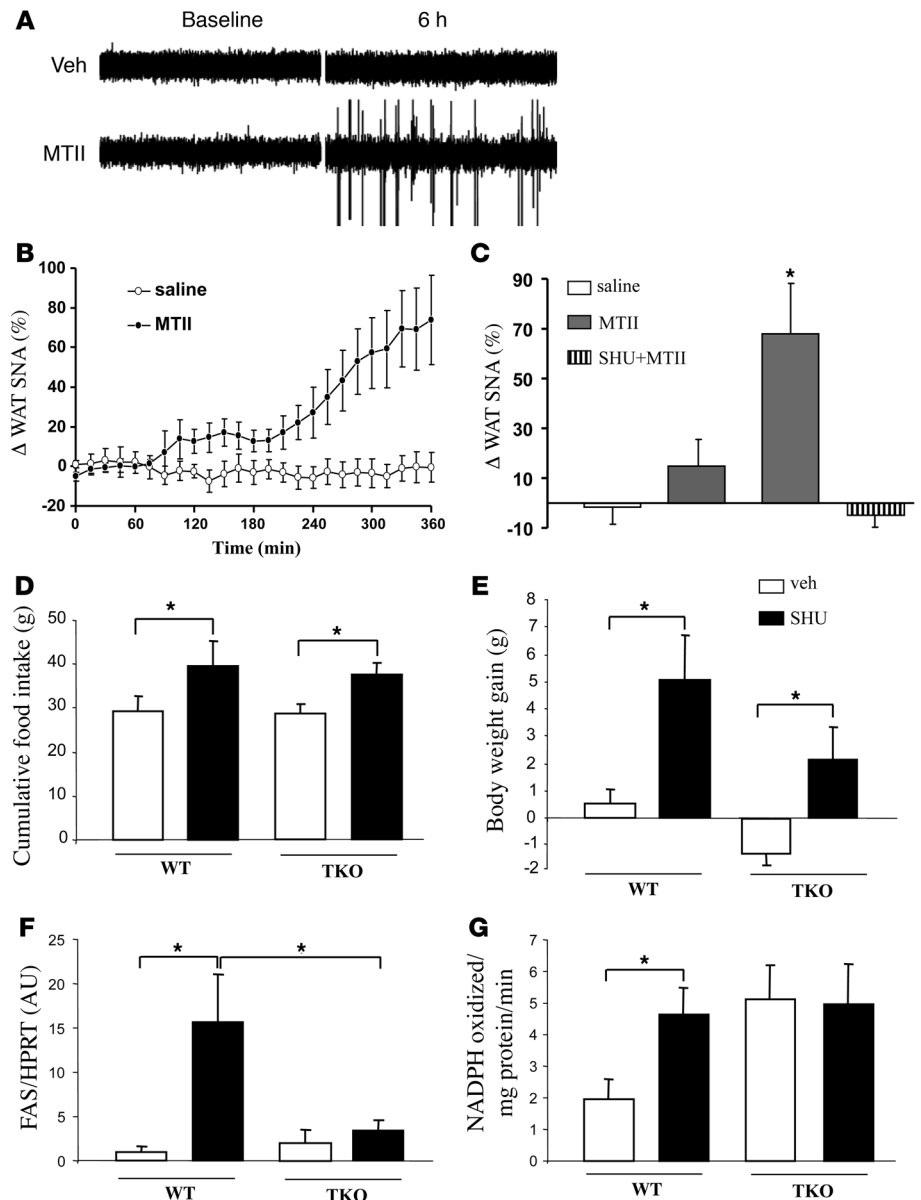 A
Baseline 6 h
Veh
MTII
B
Δ WAT SNA (%)
100
80
60
40
20
0
-20
saline
MTII
0 60 120 180 240 300 360
Time (min)
C
Δ WAT SNA (%)
90
70
50
30
10
-10
saline
MTII
SHU+MTII
*
D
Cumulative food intake (g)
50
40
30
20
10
0
* *
WT TKO
E
Body weight gain (g)
8
7
6
5
4
3
2
1
0
-1
-2
veh
SHU
* *
WT TKO
F
FAS/HPRT (AU)
25
20
15
10
5
0
* *
WT TKO
G
NADPH oxidized/
mg protein/min
7
6
5
4
3
2
1
0
*
WT TKO